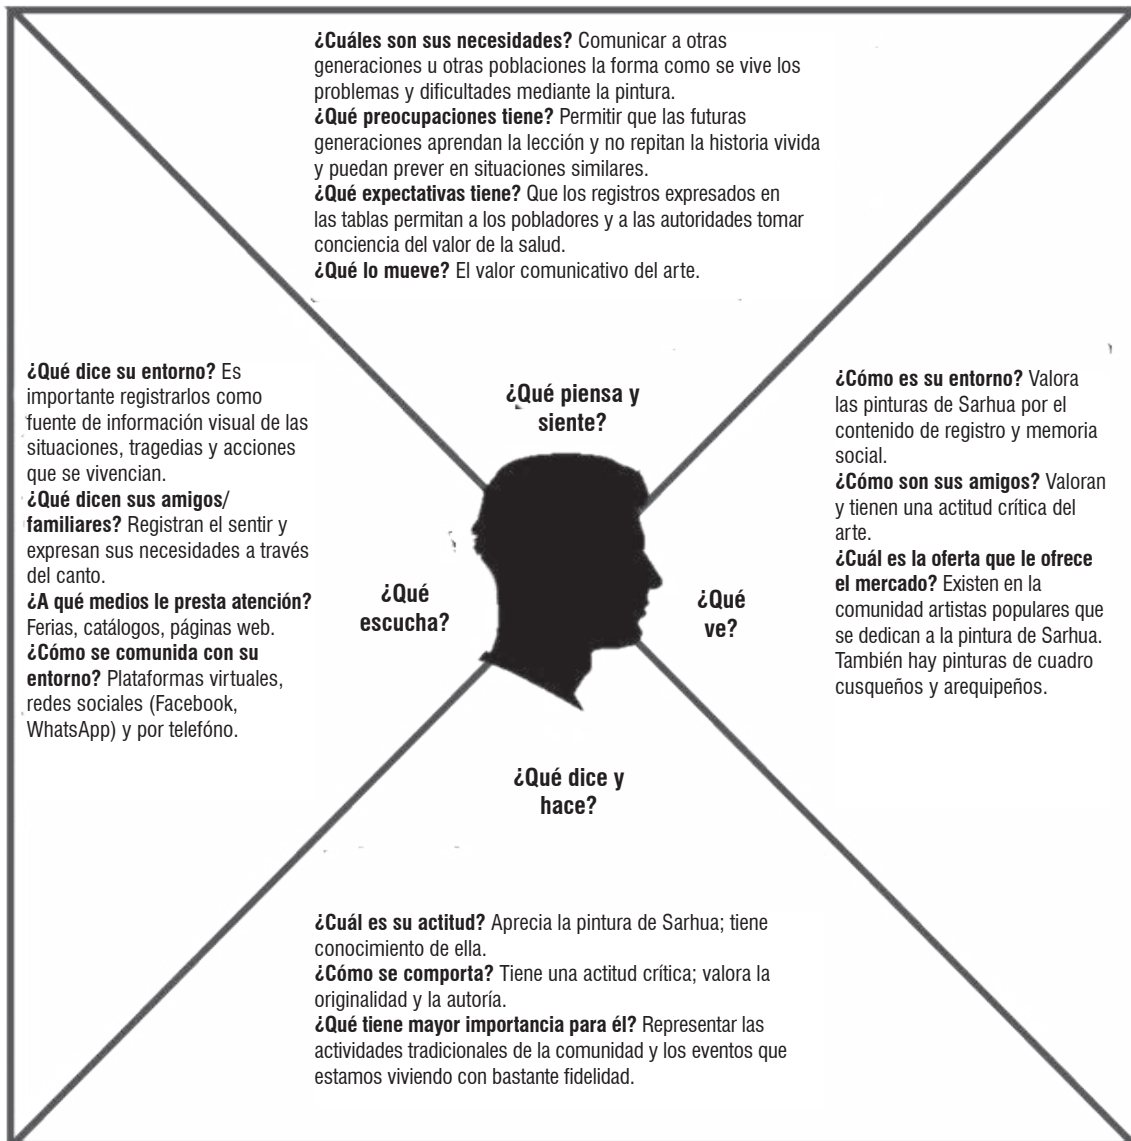 ¿Cuáles son sus necesidades? Comunicar a otras
generaciones u otras poblaciones la forma como se vive los
problemas y dificultades mediante la pintura.
¿Qué preocupaciones tiene? Permitir que las futuras
generaciones aprendan la lección y no repitan la historia vivida
y puedan prever en situaciones similares.
¿Qué expectativas tiene? Que los registros expresados en
las tablas permitan a los pobladores y a las autoridades tomar
conciencia del valor de la salud.
¿Qué lo mueve? El valor comunicativo del arte.
¿Qué piensa y
siente?
¿Qué dice su entorno? Es
importante registrarlos como
fuente de información visual de las
situaciones, tragedias y acciones
que se vivencian.
¿Qué dicen sus amigos/
familiares? Registran el sentir y
expresan sus necesidades a través
del canto.
¿A qué medios le presta atención?
Ferias, catálogos, páginas web.
¿Cómo se comunida con su
entorno? Plataformas virtuales,
redes sociales (Facebook,
WhatsApp) y por telefóno.
¿Qué
escucha?
¿Qué
ve?
¿Cómo es su entorno? Valora
las pinturas de Sarhua por el
contenido de registro y memoria
social.
¿Cómo son sus amigos? Valoran
y tienen una actitud crítica del
arte.
¿Cuál es la oferta que le ofrece
el mercado? Existen en la
comunidad artistas populares que
se dedican a la pintura de Sarhua.
También hay pinturas de cuadro
cusqueños y arequipeños.
¿Qué dice y
hace?
¿Cuál es su actitud? Aprecia la pintura de Sarhua; tiene
conocimiento de ella.
¿Cómo se comporta? Tiene una actitud crítica; valora la
originalidad y la autoría.
¿Qué tiene mayor importancia para él? Representar las
actividades tradicionales de la comunidad y los eventos que
estamos viviendo con bastante fidelidad.